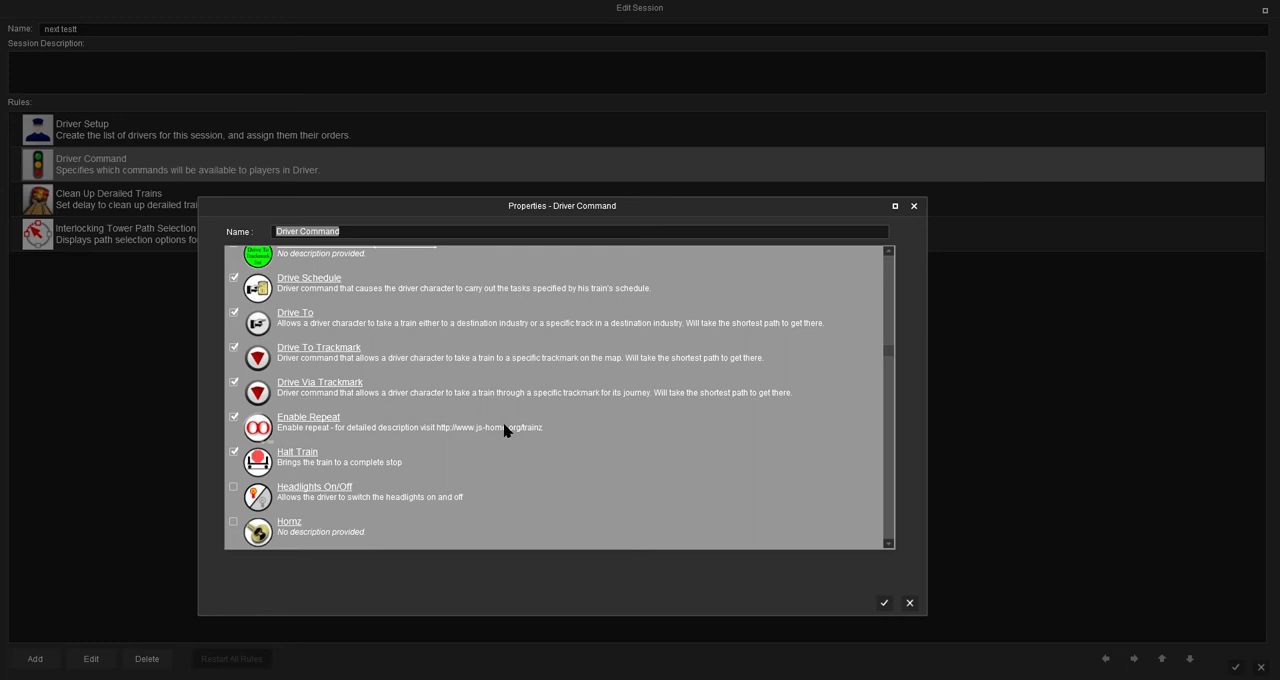 Edit Session
Name: next testt
Session Description:
Rules:
Driver Setup
Create the list of drivers for this session, and assign them their orders.
Driver Command
Specifies which commands will be available to players in Driver.
Clean Up Derailed Trains
Set delay to clean up derailed trai
Interlocking Tower Path Selection
Displays path selection options fo
Properties - Driver Command
Name : Driver Command
Drive To Trackmark
No description provided.
Drive Schedule
Driver command that causes the driver character to carry out the tasks specified by his train's schedule.
Drive To
Allows a driver character to take a train either to a destination industry or a specific track in a destination industry. Will take the shortest path to get there.
Drive To Trackmark
Driver command that allows a driver character to take a train to a specific trackmark on the map. Will take the shortest path to get there.
Drive Via Trackmark
Driver command that allows a driver character to take a train through a specific trackmark for its journey. Will take the shortest path to get there.
Enable Repeat
Enable repeat - for detailed description visit http://www.js-hom org/trainz
Halt Train
Brings the train to a complete stop
Headlights On/Off
Allows the driver to switch the headlights on and off
Hornz
No description provided.
Add Edit Delete Restart All Rules